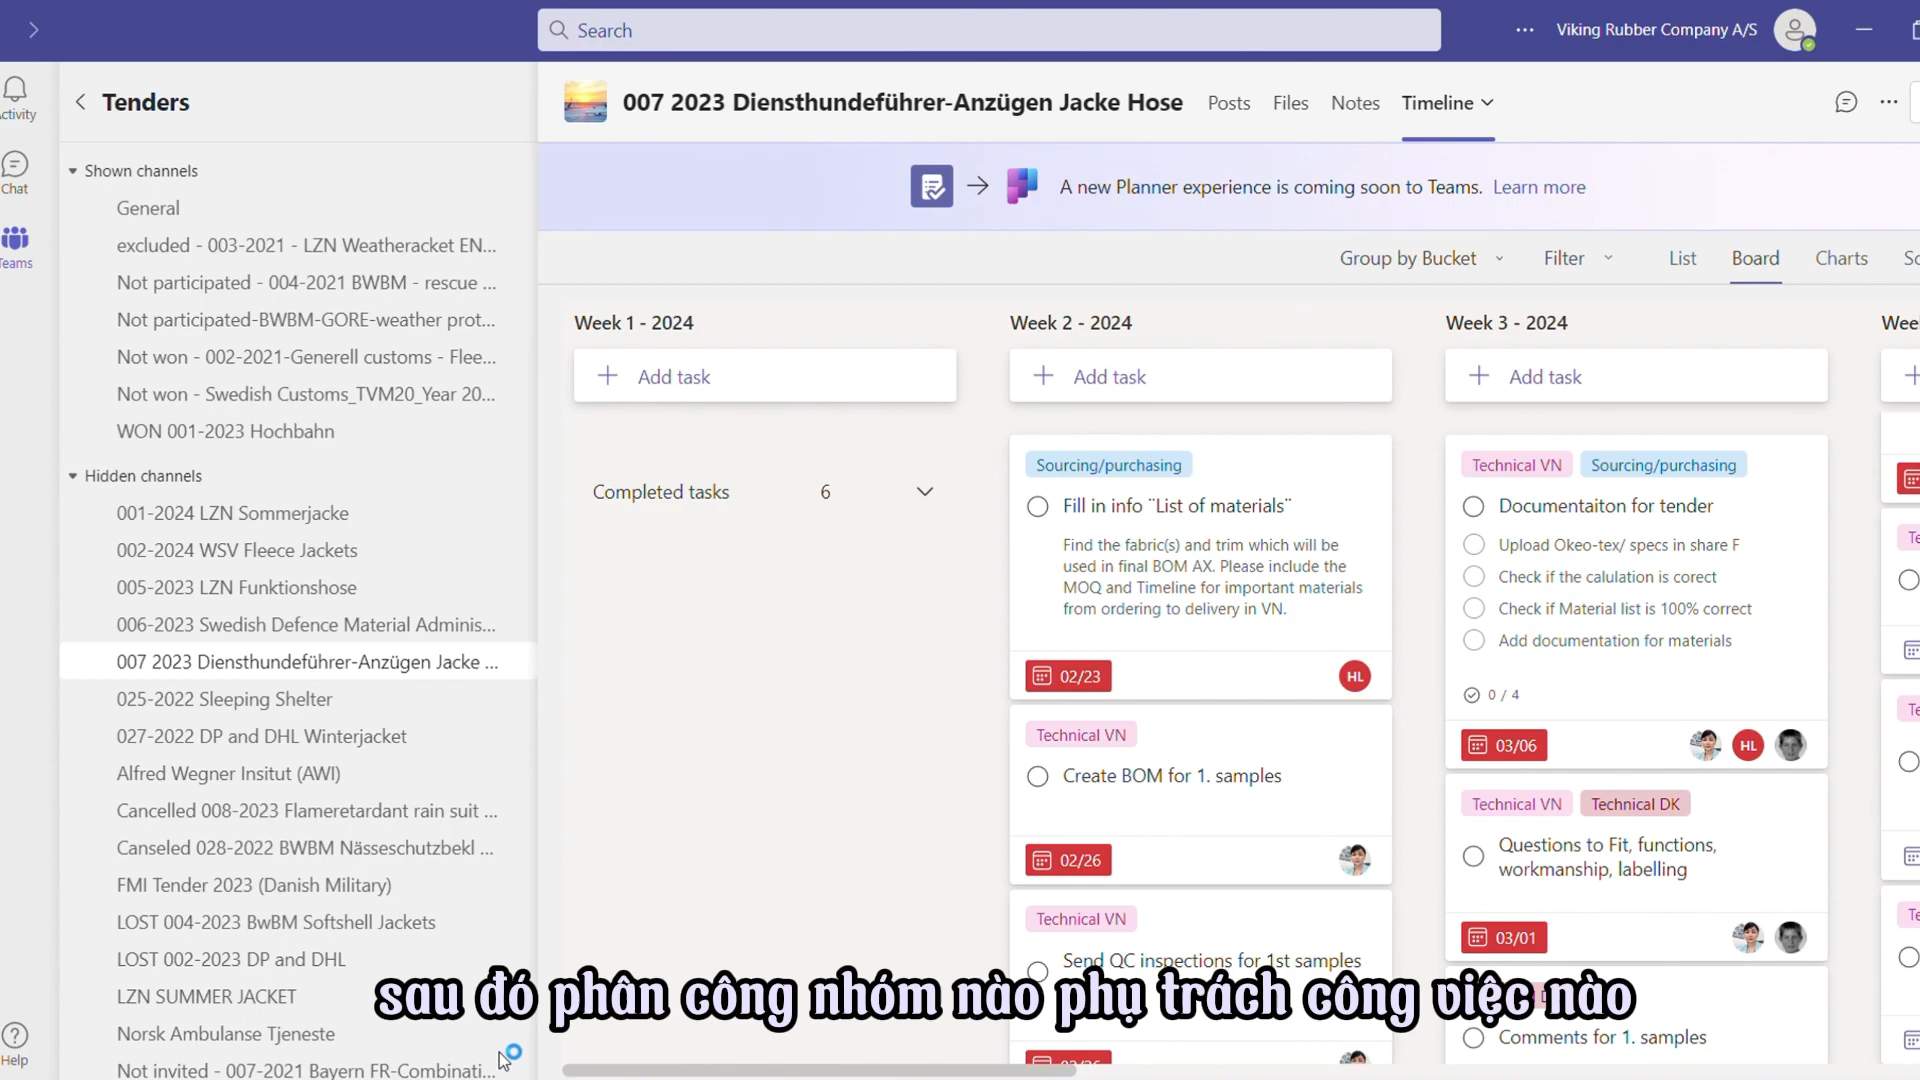 Search
Viking Rubber Company A/S
Activity
Chat
Teams
Help
Tenders
Shown channels
General
excluded - 003-2021 - LZN Weatheracket EN...
Not participated - 004-2021 BWBM - rescue ...
Not participated-BWBM-GORE-weather prot...
Not won - 002-2021-Generell customs - Flee...
Not won - Swedish Customs_TVM20_Year 20...
WON 001-2023 Hochbahn
Hidden channels
001-2024 LZN Sommerjacke
002-2024 WSV Fleece Jackets
005-2023 LZN Funktionshose
006-2023 Swedish Defence Material Adminis...
007 2023 Diensthundeführer-Anzügen Jacke ...
025-2022 Sleeping Shelter
027-2022 DP and DHL Winterjacket
Alfred Wegner Insitut (AWI)
Cancelled 008-2023 Flameretardant rain suit ...
Canseled 028-2022 BWBM Nässeschutzbekl ...
FMI Tender 2023 (Danish Military)
LOST 004-2023 BwBM Softshell Jackets
LOST 002-2023 DP and DHL
LZN SUMMER JACKET
Norsk Ambulanse Tjeneste
Not invited - 007-2021 Bayern FR-Combinati...
007 2023 Diensthundeführer-Anzügen Jacke Hose
Posts
Files
Notes
Timeline
A new Planner experience is coming soon to Teams. Learn more
Group by Bucket
Filter
List
Board
Charts
Week 1 - 2024
Add task
Completed tasks 6
Week 2 - 2024
Add task
Sourcing/purchasing
Fill in info ¨List of materials¨
Find the fabric(s) and trim which will be
used in final BOM AX. Please include the
MOQ and Timeline for important materials
from ordering to delivery in VN.
02/23
HL
Technical VN
Create BOM for 1. samples
02/26
Technical VN
Send QC inspections for 1st samples
Week 3 - 2024
Add task
Technical VN
Sourcing/purchasing
Documentaiton for tender
Upload Okeo-tex/ specs in share F
Check if the calulation is corect
Check if Material list is 100% correct
Add documentation for materials
0 / 4
03/06
HL
Technical VN
Technical DK
Questions to Fit, functions,
workmanship, labelling
03/01
Comments for 1. samples
sau đó phân công nhóm nào phụ trách công việc nào